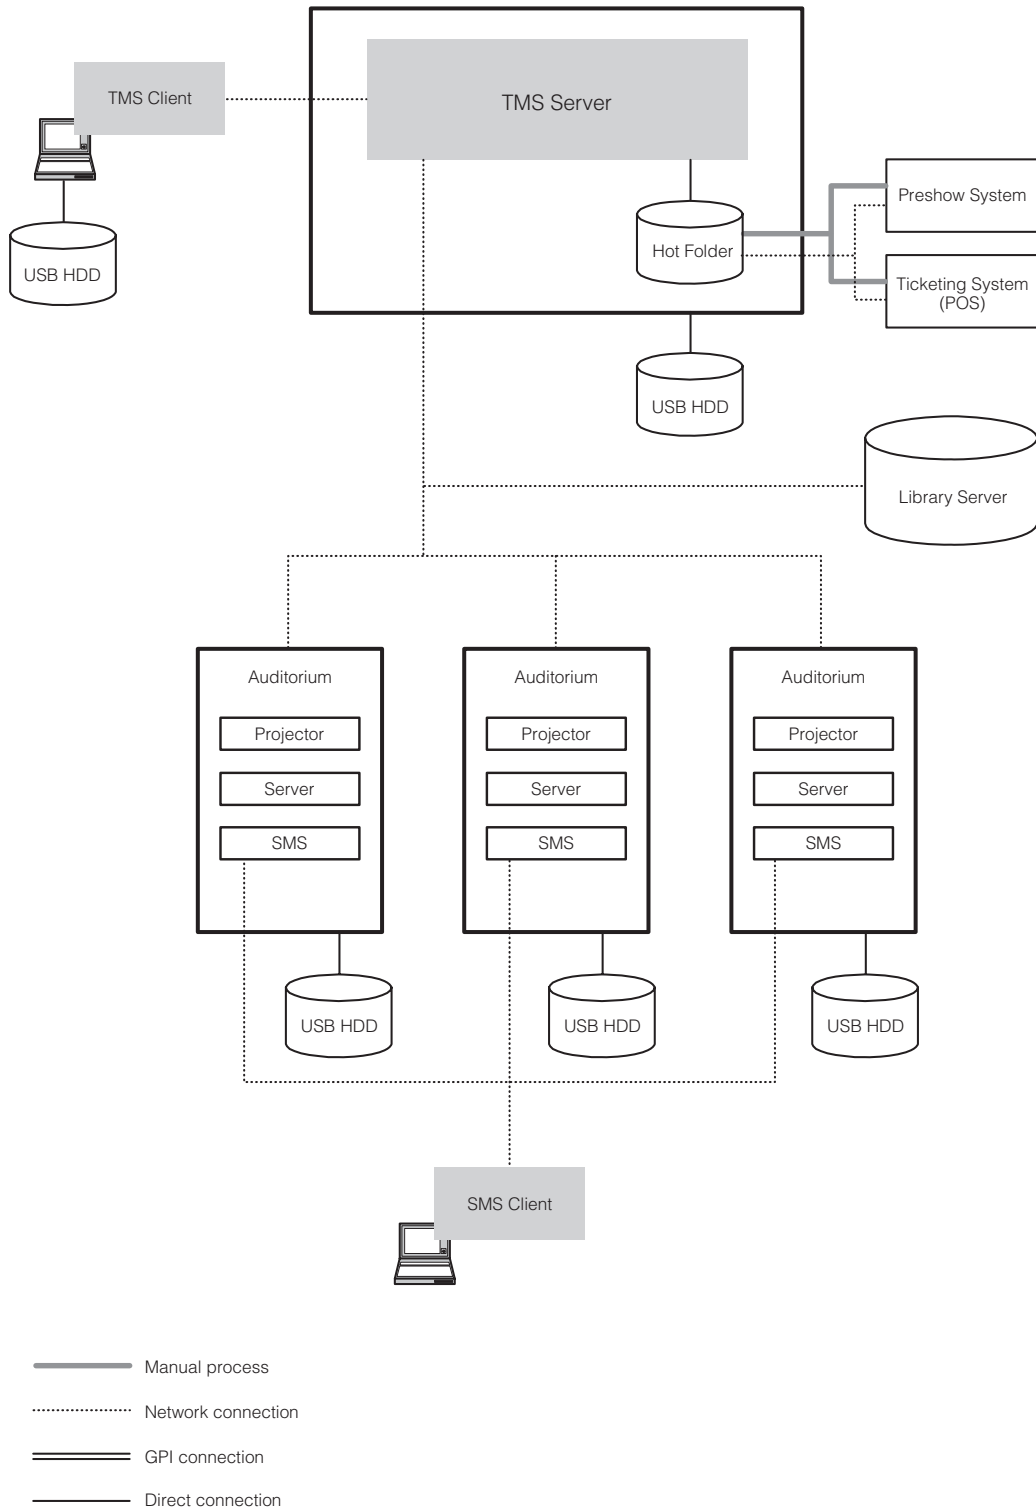 TMS Client
TMS Server
USB HDD
Hot Folder
Preshow System
Ticketing System
(POS)
USB HDD
Library Server
Auditorium
Projector
Server
SMS
USB HDD
Auditorium
Projector
Server
SMS
USB HDD
Auditorium
Projector
Server
SMS
USB HDD
SMS Client
Manual process
Network connection
GPI connection
Direct connection